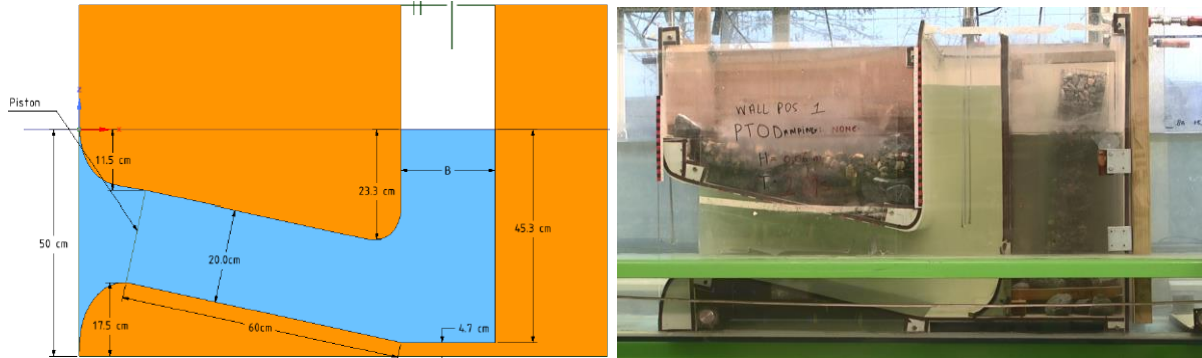 Piston
11.5 cm
23.3 cm
B
45.3 cm
50 cm
20.0cm
17.5 cm
60cm
4.7 cm
WALL POS 1
PTO Damping: NONE